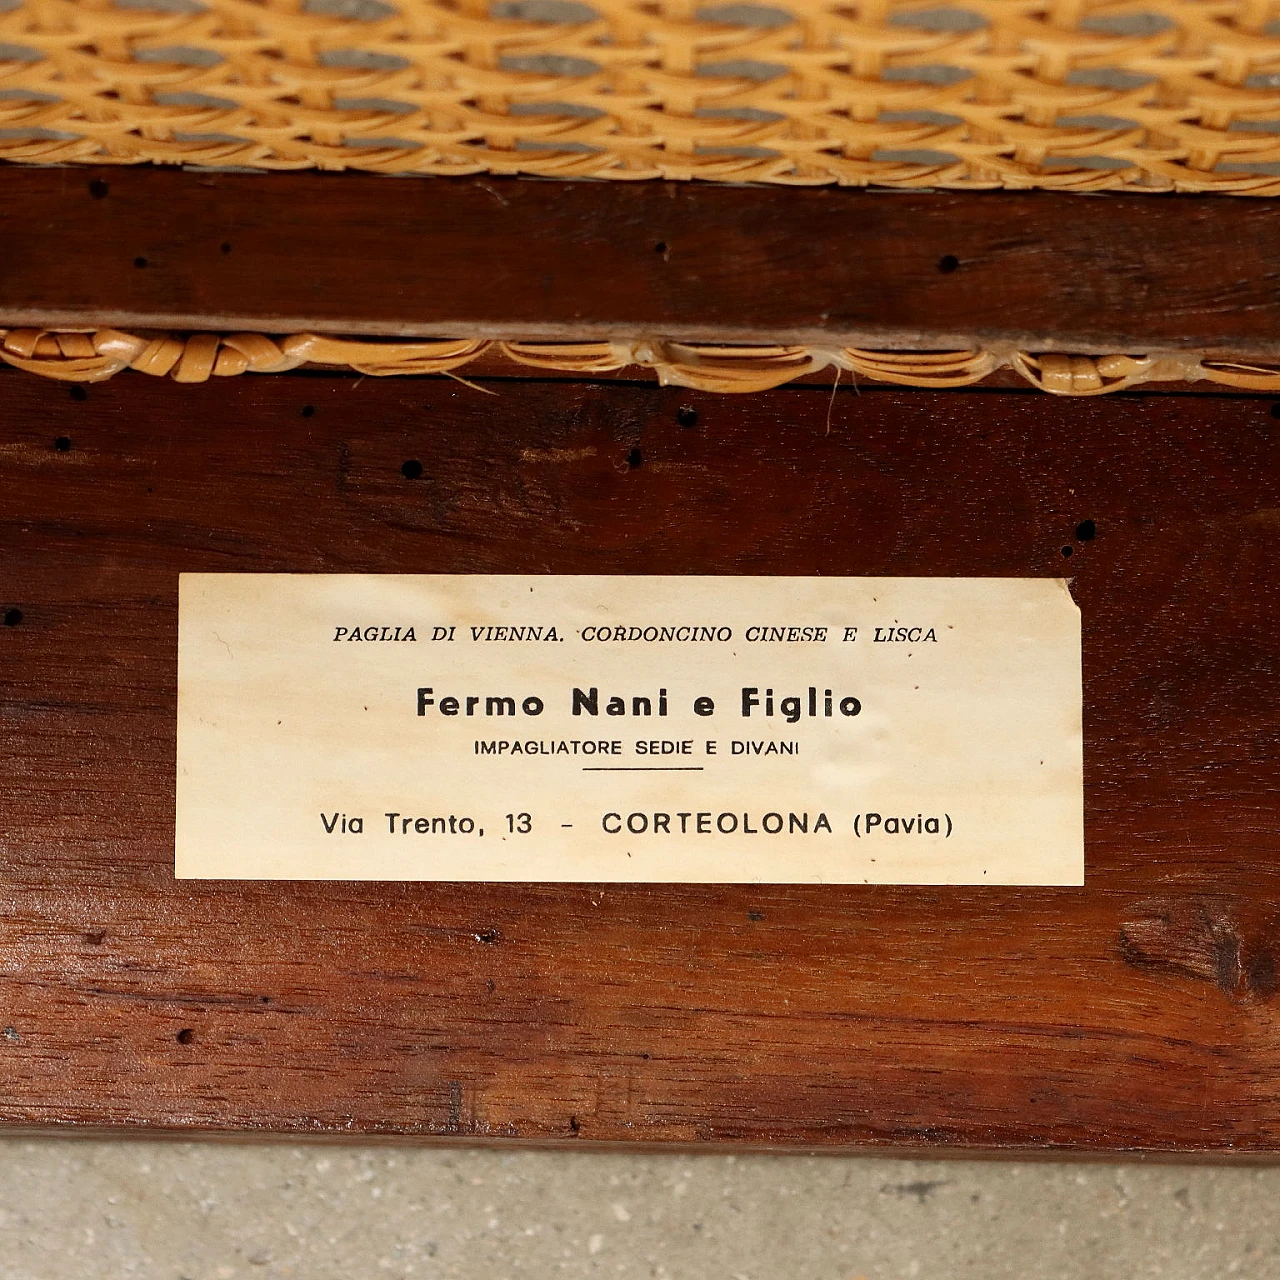 PAGLIA DI VIENNA. CORDONCINO CINESE E LISCA
Fermo Nani e Figlio
IMPAGLIATORE SEDIE E DIVANI
Via Trento, 13 - CORTEOLONA (Pavia)